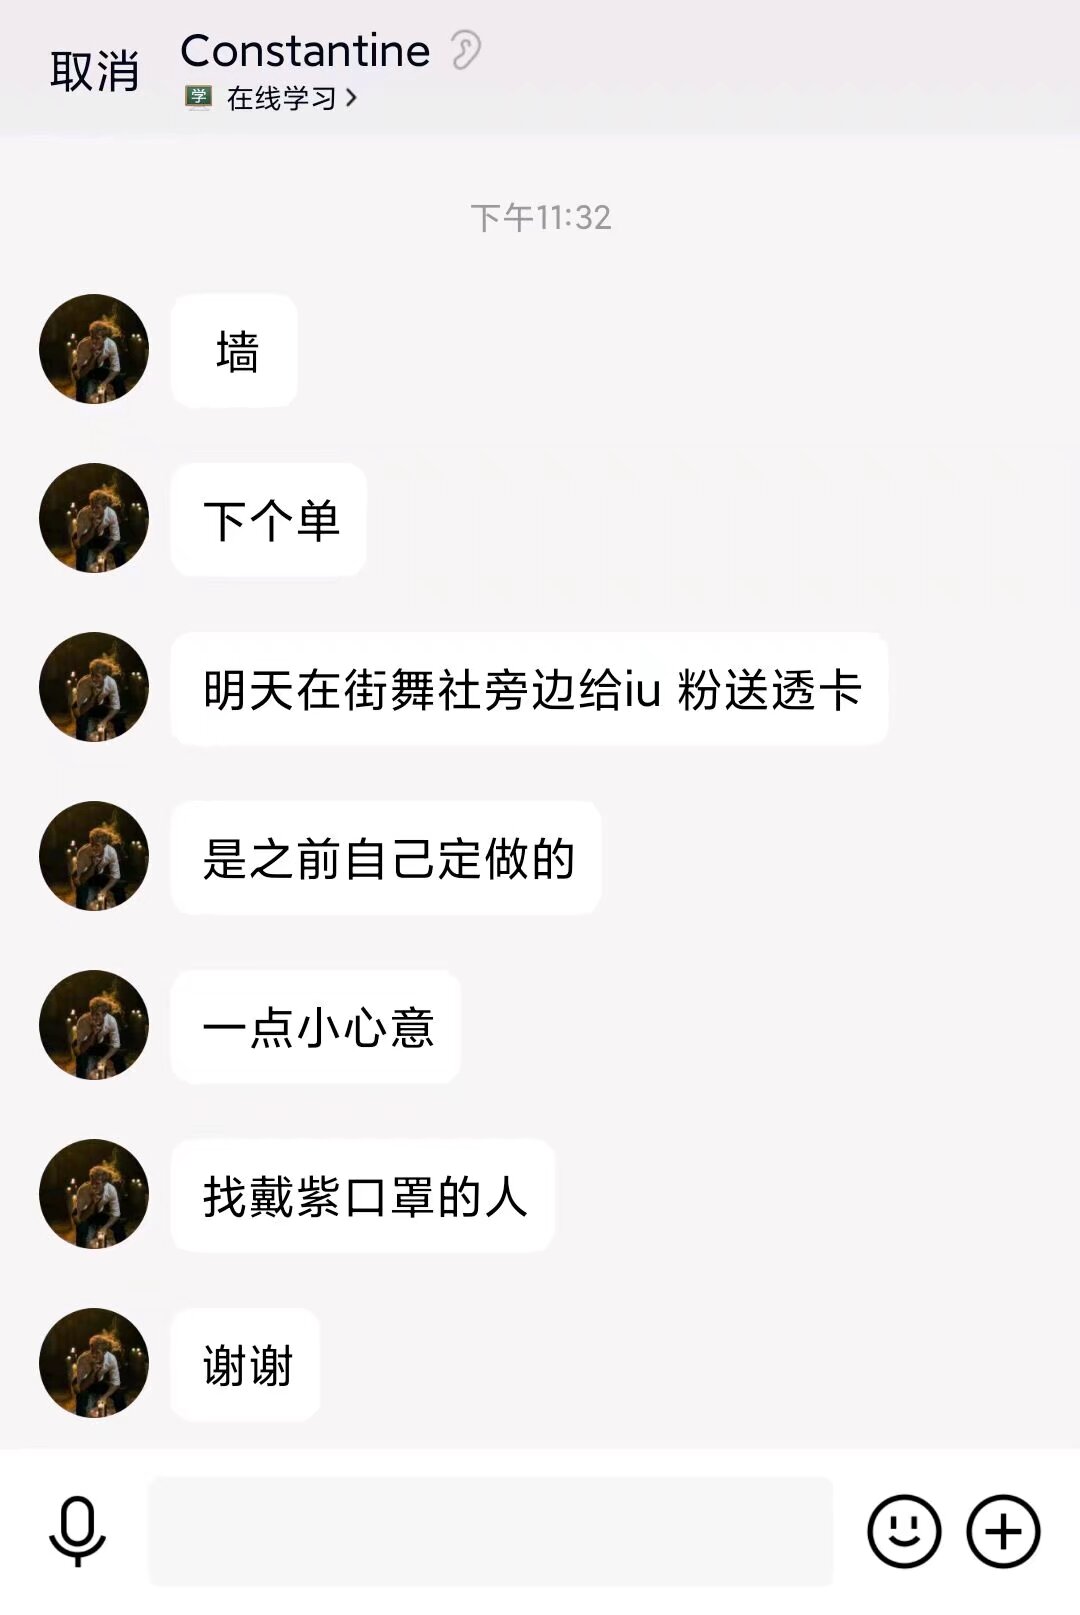 取消
Constantine
学 在线学习
下午11:32
墙
下个单
明天在街舞社旁边给iu 粉送透卡
是之前自己定做的
一点小心意
找戴紫口罩的人
谢谢